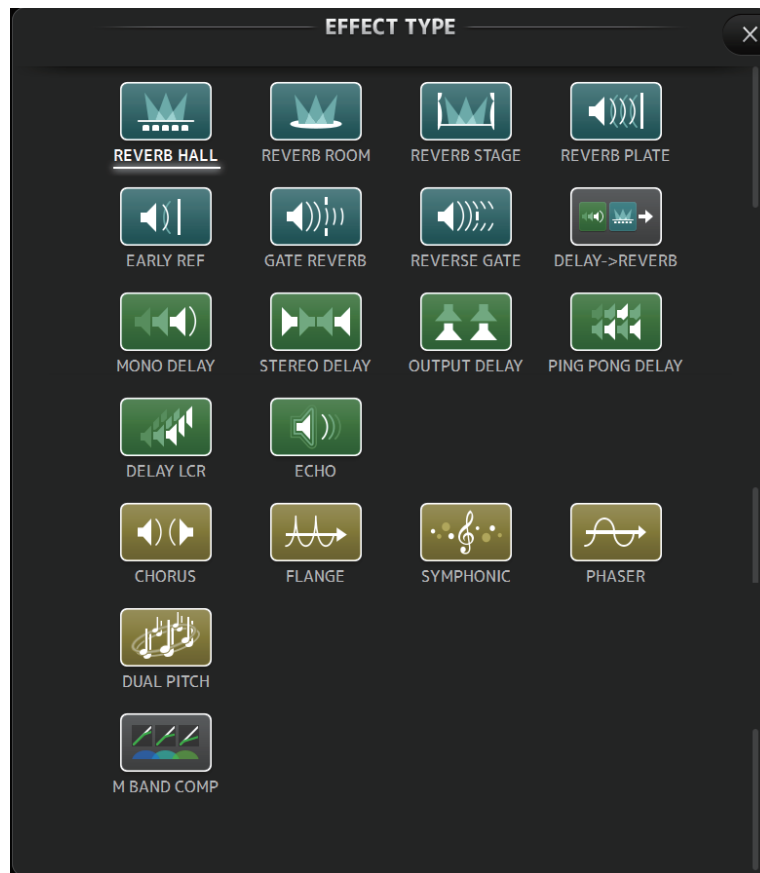 EFFECT TYPE
REVERB HALL
REVERB ROOM
REVERB STAGE
REVERB PLATE
EARLY REF
GATE REVERB
REVERSE GATE
DELAY->REVERB
MONO DELAY
STEREO DELAY
OUTPUT DELAY
PING PONG DELAY
DELAY LCR
ECHO
CHORUS
FLANGE
SYMPHONIC
PHASER
DUAL PITCH
M BAND COMP